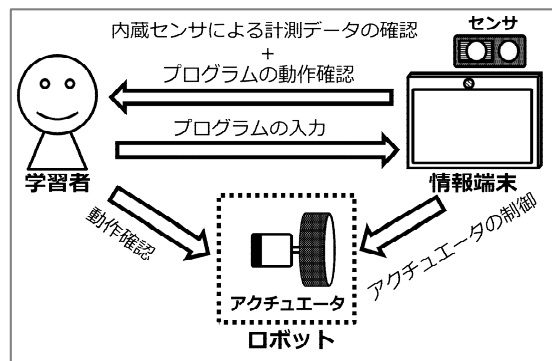 内蔵センサによる計測データの確認
+
プログラムの動作確認
センサ
プログラムの入力
学習者
情報端末
動作確認
アクチュエータの制御
アクチュエータ
ロボット